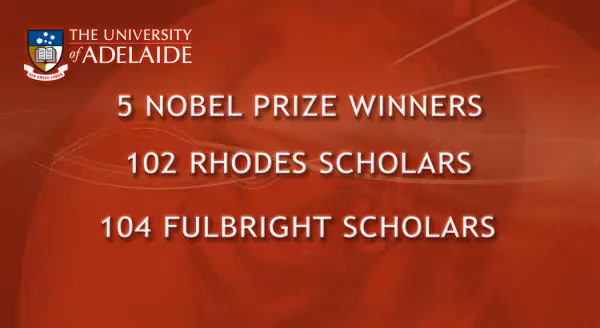 THE UNIVERSITY
of ADELAIDE
5 NOBEL PRIZE WINNERS
102 RHODES SCHOLARS
104 FULBRIGHT SCHOLARS